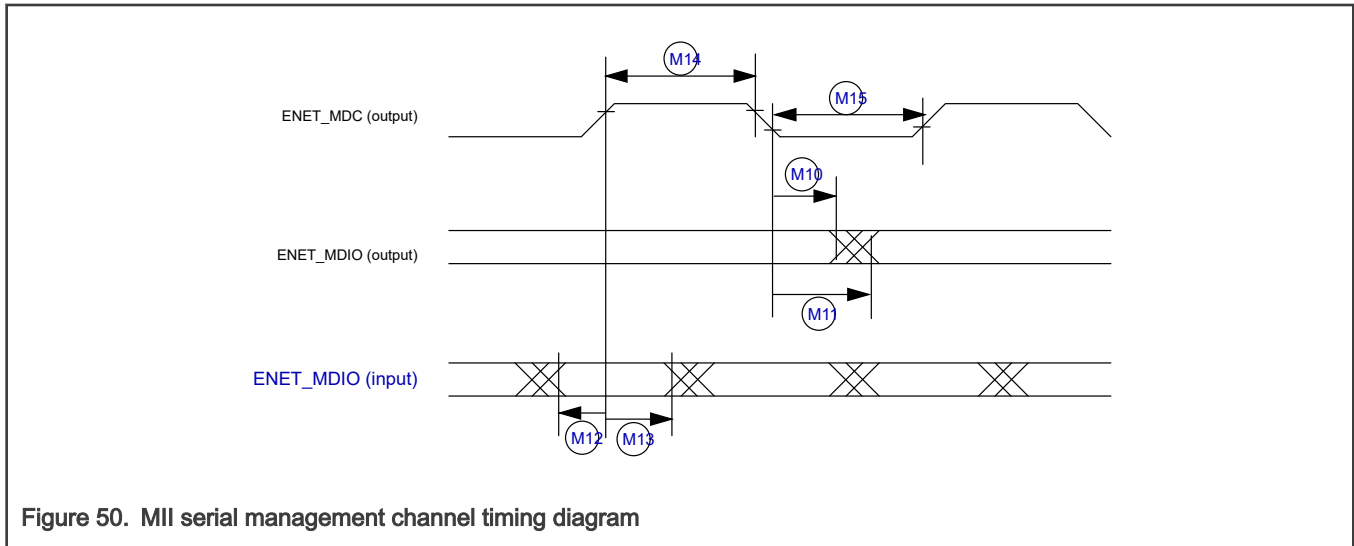 M14
M15
ENET_MDC (output)
M10
ENET_MDIO (output)
M11
ENET_MDIO (input)
M12 M13
Figure 50. MII serial management channel timing diagram